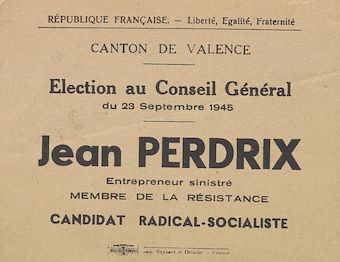 RÉPUBLIQUE FRANÇAISE. — Liberté, Egalité, Fraternité
CANTON DE VALENCE
Election au Conseil Général
du 23 Septembre 1945
Jean PERDRIX
Entrepreneur sinistré
MEMBRE DE LA RÉSISTANCE
CANDIDAT RADICAL-SOCIALISTE